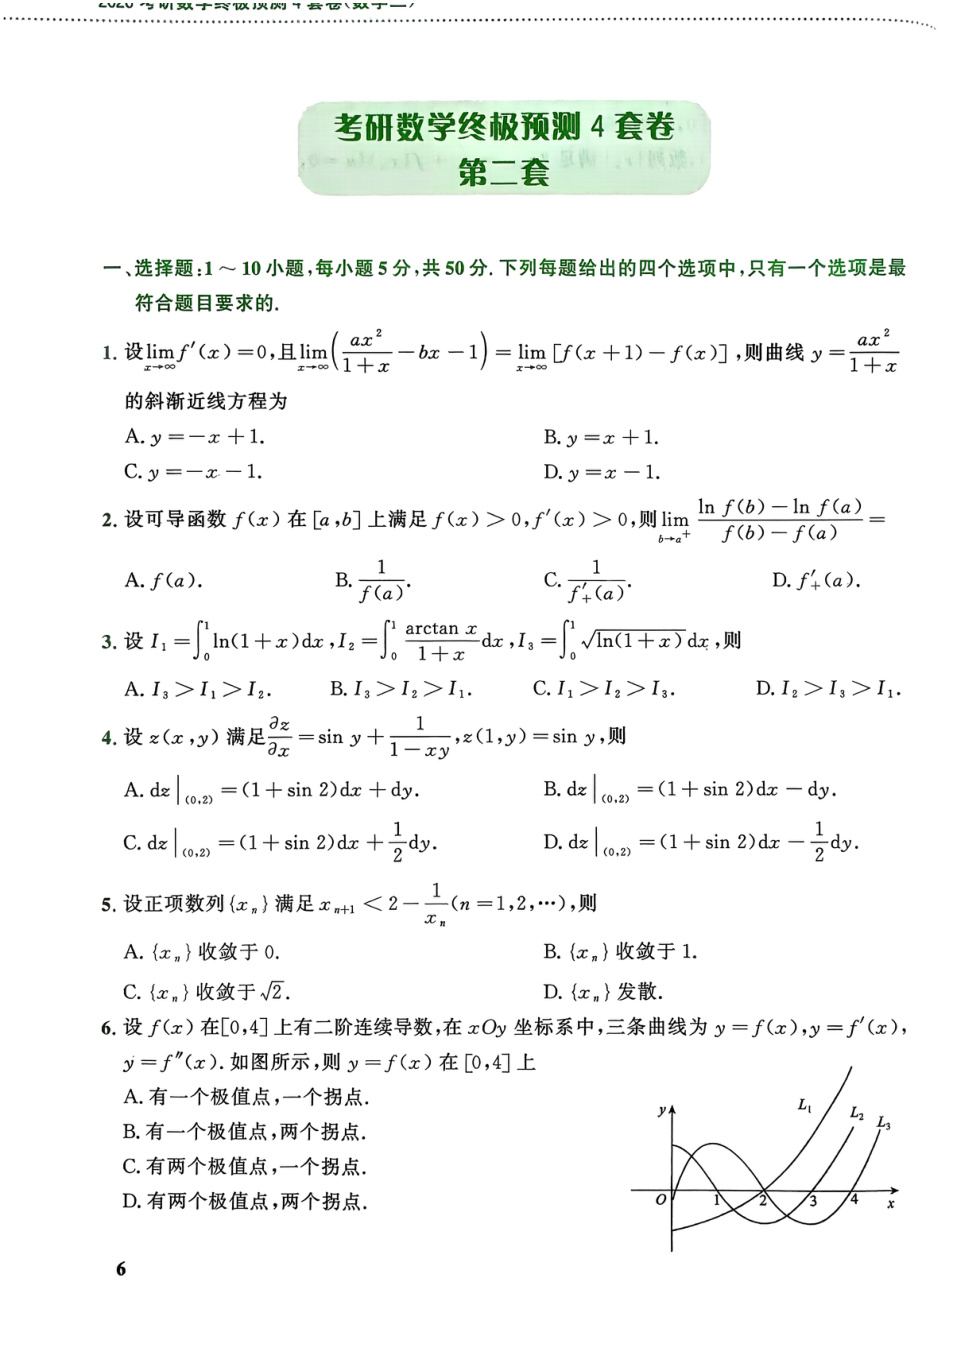 考研数学终极预测4套卷
第二套
一、选择题:1～10小题,每小题5分,共50分.下列每题给出的四个选项中,只有一个选项是最
符合题目要求的.
1. 设lim_{x→∞} f′(x)=0,且lim_{x→∞}(ax²/(1+x) − bx − 1) = lim_{x→∞}[f(x+1)−f(x)],则曲线 y = ax²/(1+x)
的斜渐近线方程为
A. y=−x+1. B. y=x+1.
C. y=−x−1. D. y=x−1.
2. 设可导函数 f(x)在[a,b]上满足 f(x)>0,f′(x)>0,则lim_{b→a⁺} (ln f(b)−ln f(a))/(f(b)−f(a)) =
A. f(a). B. 1/f(a). C. 1/f′₊(a). D. f′₊(a).
3. 设 I₁=∫₀¹ ln(1+x)dx,I₂=∫₀¹ (arctan x)/(1+x) dx,I₃=∫₀¹ √(ln(1+x)) dx,则
A. I₃>I₁>I₂. B. I₃>I₂>I₁. C. I₁>I₂>I₃. D. I₂>I₃>I₁.
4. 设 z(x,y)满足 ∂z/∂x = sin y + 1/(1−xy),z(1,y)=sin y,则
A. dz|(0,2) =(1+sin 2)dx+dy. B. dz|(0,2) =(1+sin 2)dx−dy.
C. dz|(0,2) =(1+sin 2)dx+1/2 dy. D. dz|(0,2) =(1+sin 2)dx−1/2 dy.
5. 设正项数列{xₙ}满足 xₙ₊₁<2−1/xₙ (n=1,2,⋯),则
A. {xₙ}收敛于0. B. {xₙ}收敛于1.
C. {xₙ}收敛于√2. D. {xₙ}发散.
6. 设 f(x)在[0,4]上有二阶连续导数,在 xOy 坐标系中,三条曲线为 y=f(x),y=f′(x),
y=f″(x).如图所示,则 y=f(x)在[0,4]上
A. 有一个极值点,一个拐点.
B. 有一个极值点,两个拐点.
C. 有两个极值点,一个拐点.
D. 有两个极值点,两个拐点.
y L₁ L₂ L₃
O 1 2 3 4 x
6